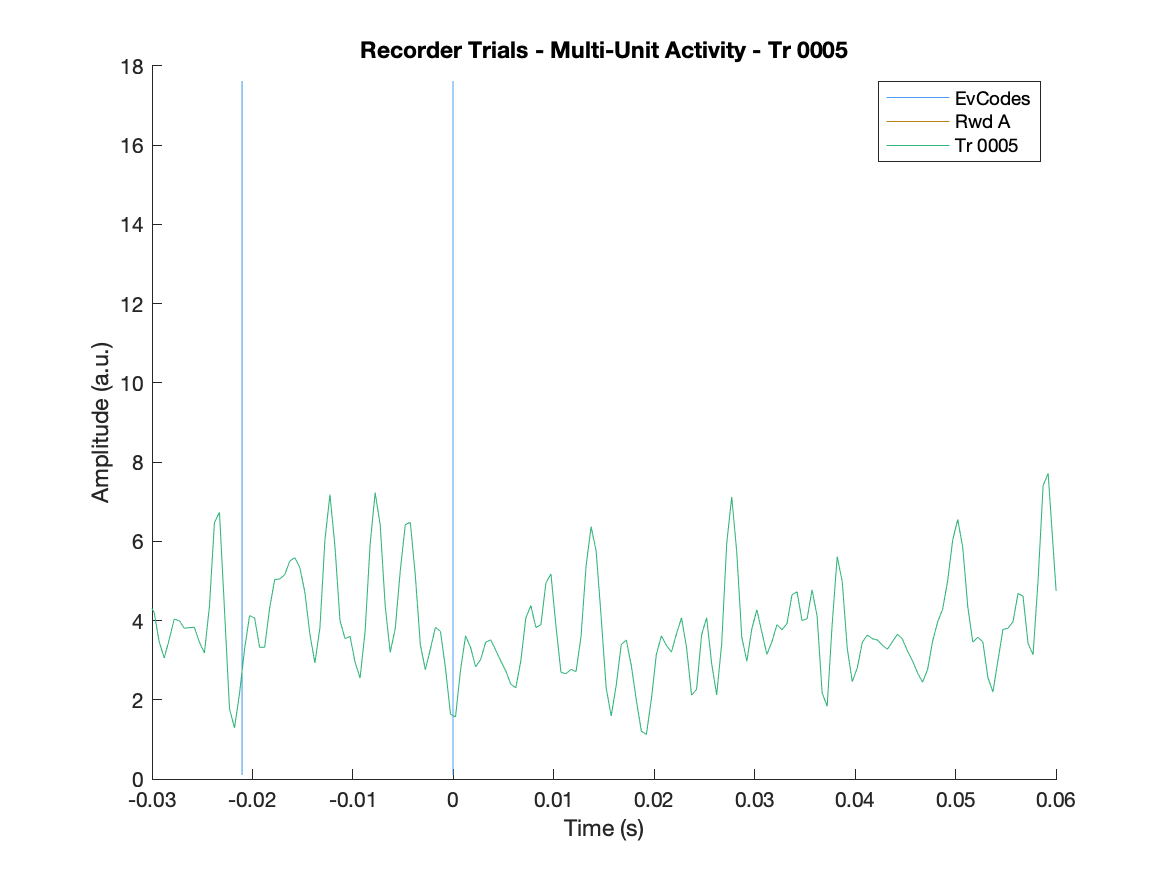 Recorder Trials - Multi-Unit Activity - Tr 0005
18
16
14
12
10
8
6
4
2
0
Amplitude (a.u.)
EvCodes
Rwd A
Tr 0005
-0.03 -0.02 -0.01 0 0.01 0.02 0.03 0.04 0.05 0.06
Time (s)